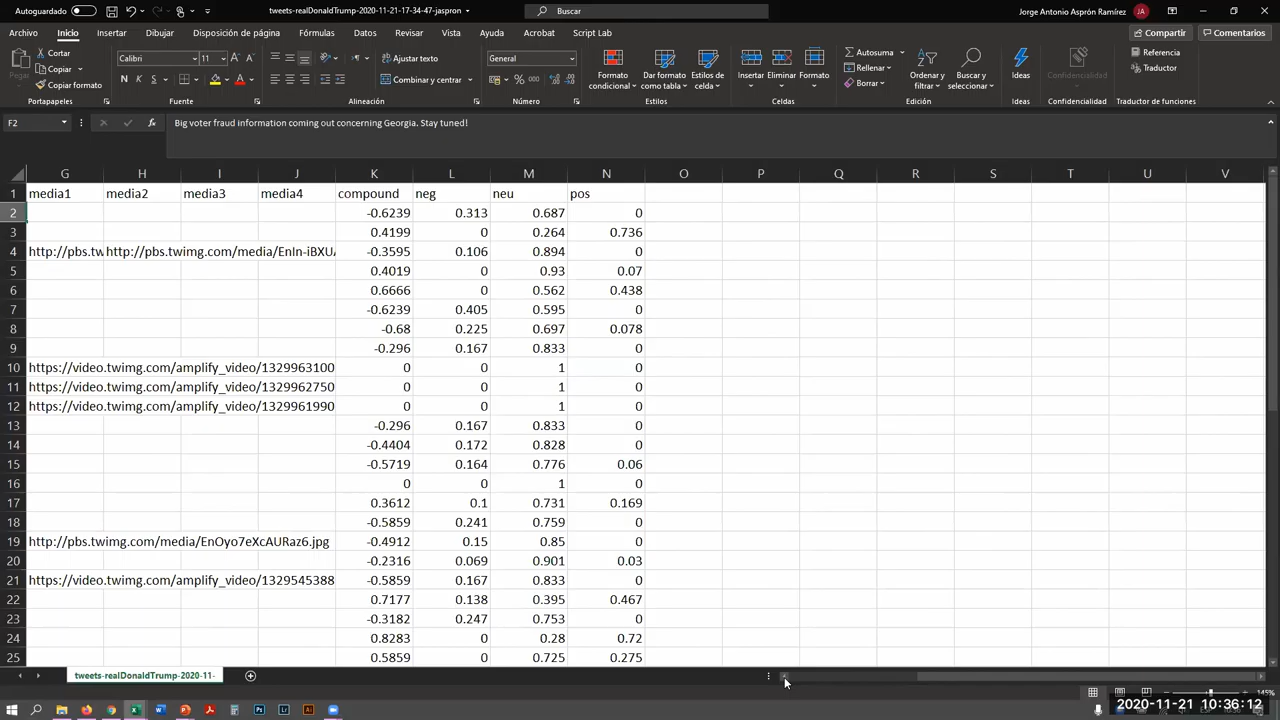 Autoguardado
tweets-realDonaldTrump-2020-11-21-17-34-47-jaspron
Buscar
Jorge Antonio Asprón Ramírez
JA
Archivo Inicio Insertar Dibujar Disposición de página Fórmulas Datos Revisar Vista Ayuda Acrobat Script Lab
Compartir Comentarios
Pegar
Cortar
Copiar
Copiar formato
Portapapeles
Calibri 11
N K S
Fuente
Ajustar texto
Combinar y centrar
Alineación
General
Número
Formato condicional
Dar formato como tabla
Estilos de celda
Estilos
Insertar Eliminar Formato
Celdas
Autosuma
Rellenar
Borrar
Ordenar y filtrar
Buscar y seleccionar
Edición
Ideas
Ideas
Confidencialidad
Confidencialidad
Referencia
Traductor
Traductor de funciones
F2 fx Big voter fraud information coming out concerning Georgia. Stay tuned!
G H I J K L M N O P Q R S T U V
1 media1 media2 media3 media4 compound neg neu pos
2 -0.6239 0.313 0.687 0
3 0.4199 0 0.264 0.736
4 http://pbs.tw http://pbs.twimg.com/media/EnIn-iBXUA -0.3595 0.106 0.894 0
5 0.4019 0 0.93 0.07
6 0.6666 0 0.562 0.438
7 -0.6239 0.405 0.595 0
8 -0.68 0.225 0.697 0.078
9 -0.296 0.167 0.833 0
10 https://video.twimg.com/amplify_video/1329963100 0 0 1 0
11 https://video.twimg.com/amplify_video/1329962750 0 0 1 0
12 https://video.twimg.com/amplify_video/1329961990 0 0 1 0
13 -0.296 0.167 0.833 0
14 -0.4404 0.172 0.828 0
15 -0.5719 0.164 0.776 0.06
16 0 0 1 0
17 0.3612 0.1 0.731 0.169
18 -0.5859 0.241 0.759 0
19 http://pbs.twimg.com/media/EnOyo7eXcAURaz6.jpg -0.4912 0.15 0.85 0
20 -0.2316 0.069 0.901 0.03
21 https://video.twimg.com/amplify_video/1329545388 -0.5859 0.167 0.833 0
22 0.7177 0.138 0.395 0.467
23 -0.3182 0.247 0.753 0
24 0.8283 0 0.28 0.72
25 0.5859 0 0.725 0.275
tweets-realDonaldTrump-2020-11-
145%
2020-11-21 10:36:12